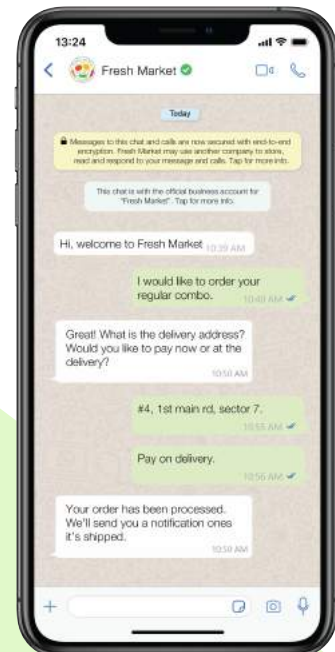 13:24
Fresh Market
Today
Messages to this chat and calls are now secured with end-to-end
encryption. Fresh Market may use another company to store,
read and respond to your message and calls. Tap for more info.
This chat is with the official business account for
"Fresh Market". Tap for more info.
Hi, welcome to Fresh Market 10:39 AM
I would like to order your
regular combo.
10:49 AM
Great! What is the delivery address?
Would you like to pay now or at the
delivery?
10:50 AM
#4, 1st main rd, sector 7.
10:55 AM
Pay on delivery.
10:56 AM
Your order has been processed.
We'll send you a notification ones
it's shipped.
10:50 AM